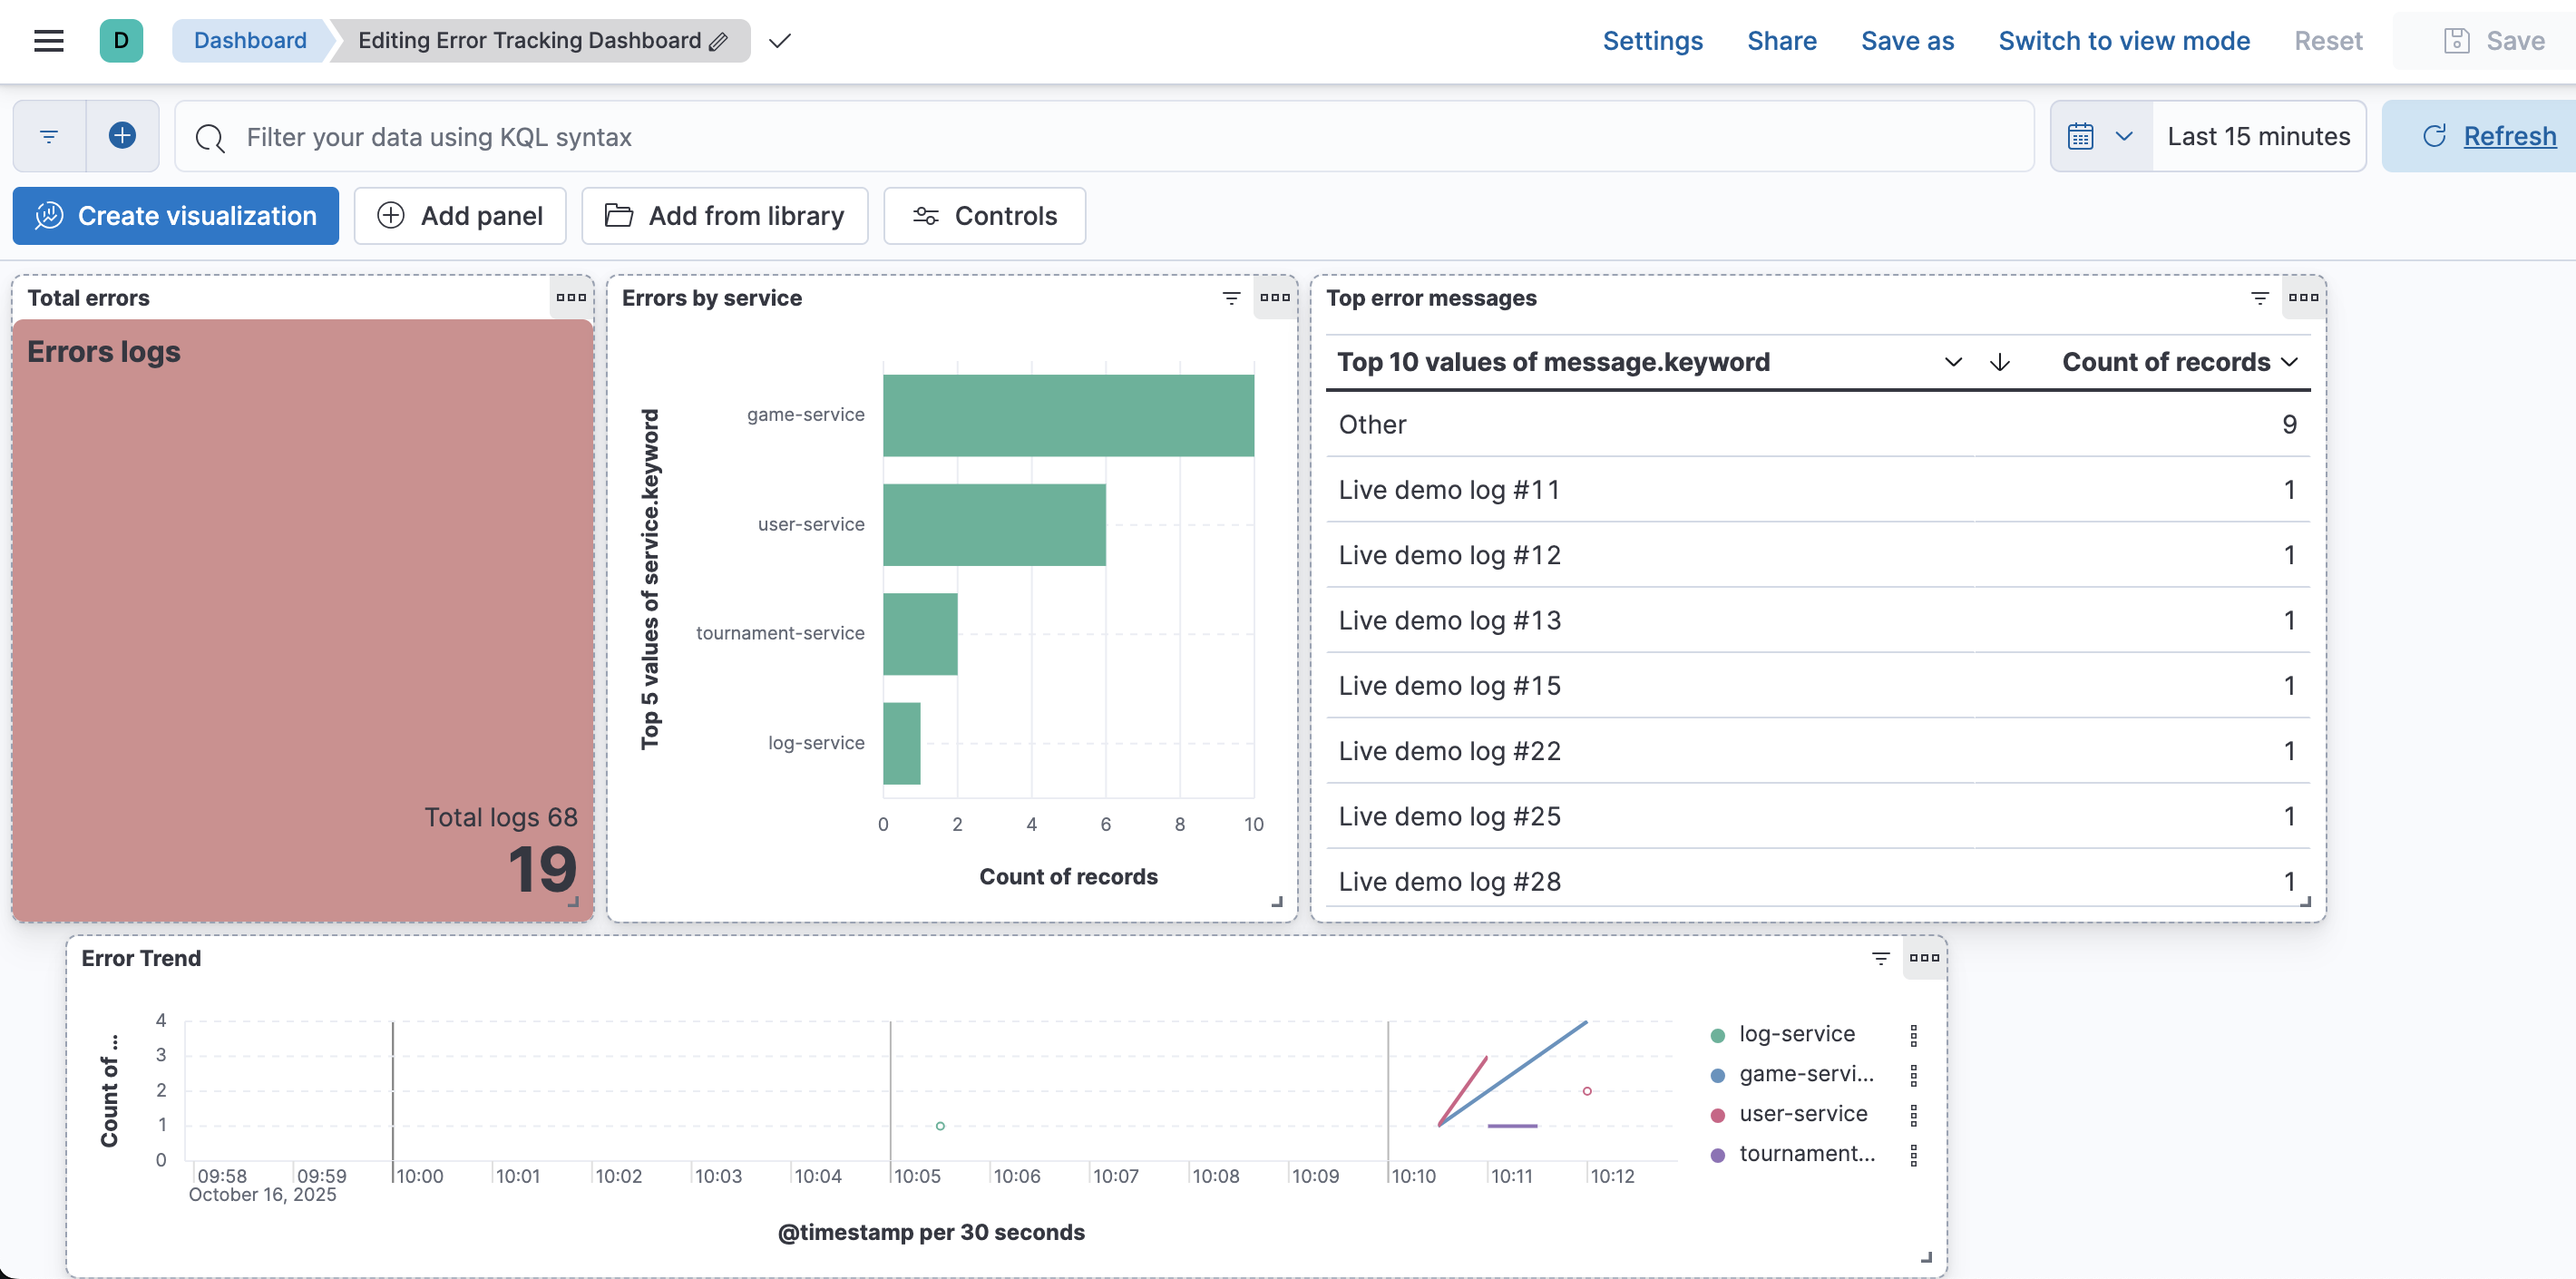 D
Dashboard
Editing Error Tracking Dashboard
Settings
Share
Save as
Switch to view mode
Reset
Save
Filter your data using KQL syntax
Last 15 minutes
Refresh
Create visualization
Add panel
Add from library
Controls
Total errors
Errors logs
Total logs 68
19
Errors by service
Top 5 values of service.keyword
game-service
user-service
tournament-service
log-service
0 2 4 6 8 10
Count of records
Top error messages
Top 10 values of message.keyword Count of records
Other 9
Live demo log #11 1
Live demo log #12 1
Live demo log #13 1
Live demo log #15 1
Live demo log #22 1
Live demo log #25 1
Live demo log #28 1
Error Trend
Count of ...
4
3
2
1
0
09:58 09:59 10:00 10:01 10:02 10:03 10:04 10:05 10:06 10:07 10:08 10:09 10:10 10:11 10:12
October 16, 2025
@timestamp per 30 seconds
log-service
game-servi...
user-service
tournament...